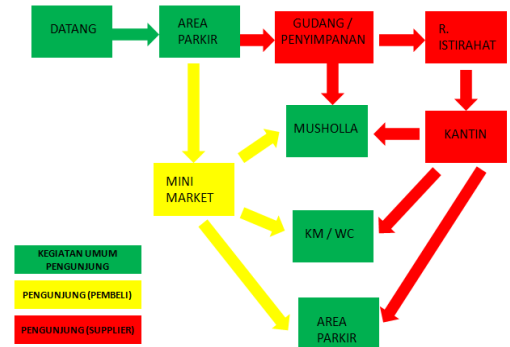 DATANG
AREA
PARKIR
GUDANG /
PENYIMPANAN
R.
ISTIRAHAT
MUSHOLLA
KANTIN
MINI
MARKET
KM / WC
AREA
PARKIR
KEGIATAN UMUM
PENGUNJUNG
PENGUNJUNG (PEMBELI)
PENGUNJUNG (SUPPLIER)